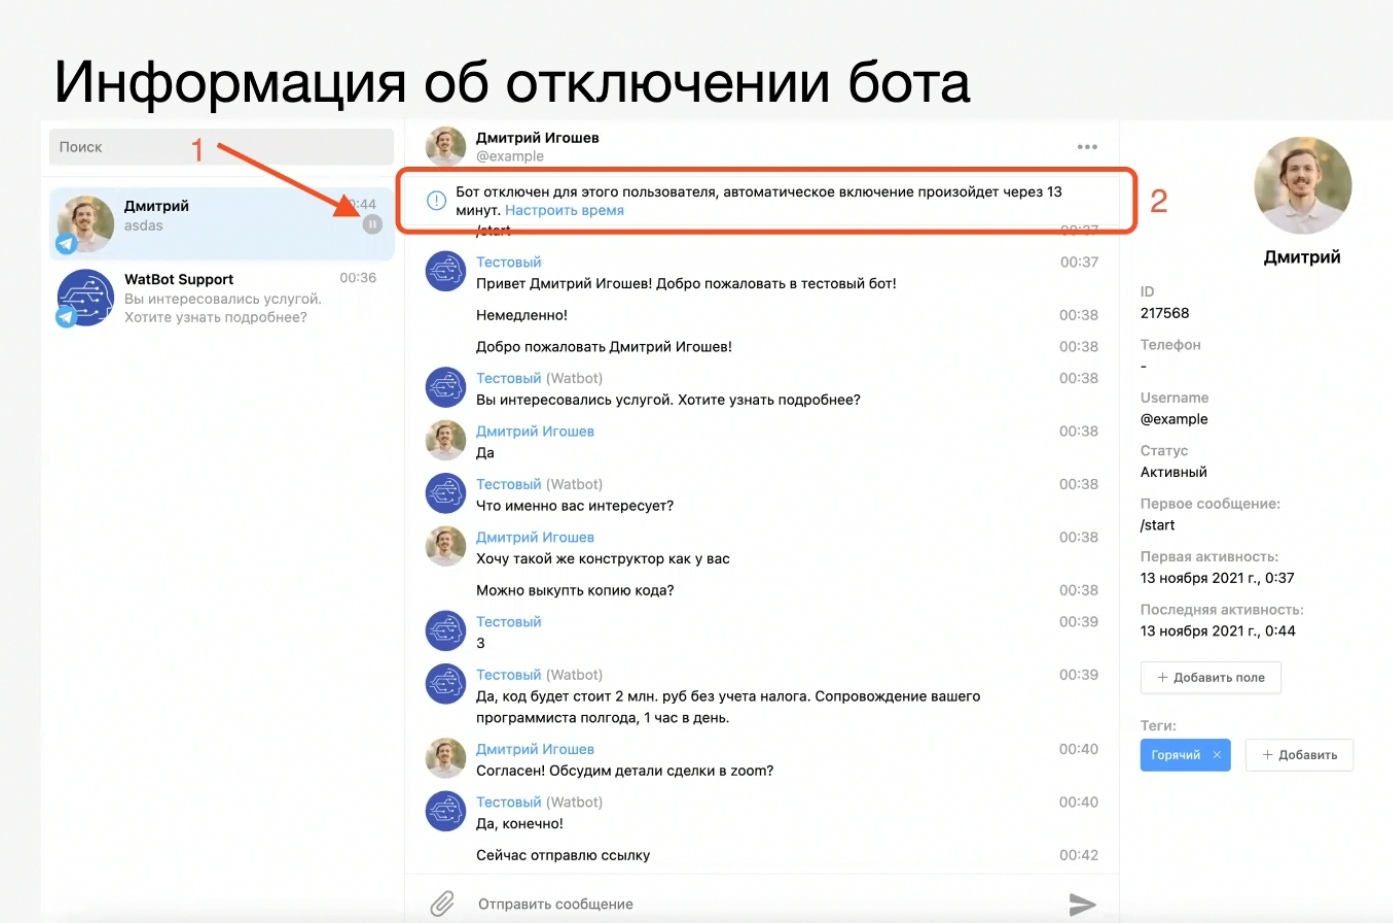 Информация об отключении бота
Поиск
1
Дмитрий
0:44
asdas
WatBot Support
00:36
Вы интересовались услугой.
Хотите узнать подробнее?
Дмитрий Игошев
@example
Бот отключен для этого пользователя, автоматическое включение произойдет через 13
минут. Настроить время
2
/start
00:37
Тестовый
00:37
Привет Дмитрий Игошев! Добро пожаловать в тестовый бот!
Немедленно!
00:38
Добро пожаловать Дмитрий Игошев!
00:38
Тестовый (Watbot)
00:38
Вы интересовались услугой. Хотите узнать подробнее?
Дмитрий Игошев
00:38
Да
Тестовый (Watbot)
00:38
Что именно вас интересует?
Дмитрий Игошев
00:38
Хочу такой же конструктор как у вас
Можно выкупть копию кода?
00:38
Тестовый
00:39
3
Тестовый (Watbot)
00:39
Да, код будет стоит 2 млн. руб без учета налога. Сопровождение вашего
программиста полгода, 1 час в день.
Дмитрий Игошев
00:40
Согласен! Обсудим детали сделки в zoom?
Тестовый (Watbot)
00:40
Да, конечно!
Сейчас отправлю ссылку
00:42
Отправить сообщение
Дмитрий
ID
217568
Телефон
-
Username
@example
Статус
Активный
Первое сообщение:
/start
Первая активность:
13 ноября 2021 г., 0:37
Последняя активность:
13 ноября 2021 г., 0:44
+ Добавить поле
Теги:
Горячий ×
+ Добавить